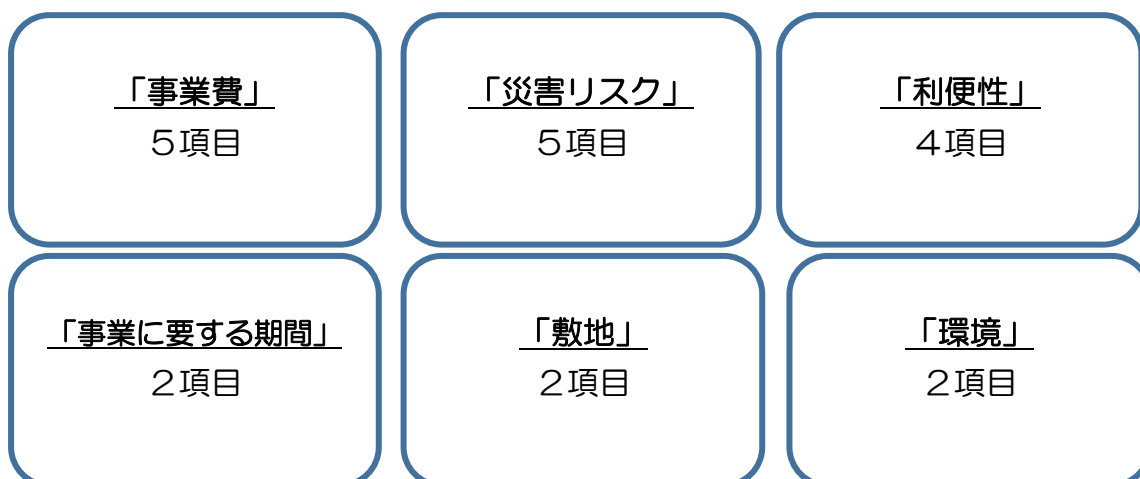 「事業費」
５項目
「災害リスク」
５項目
「利便性」
４項目
「事業に要する期間」
２項目
「敷地」
２項目
「環境」
２項目